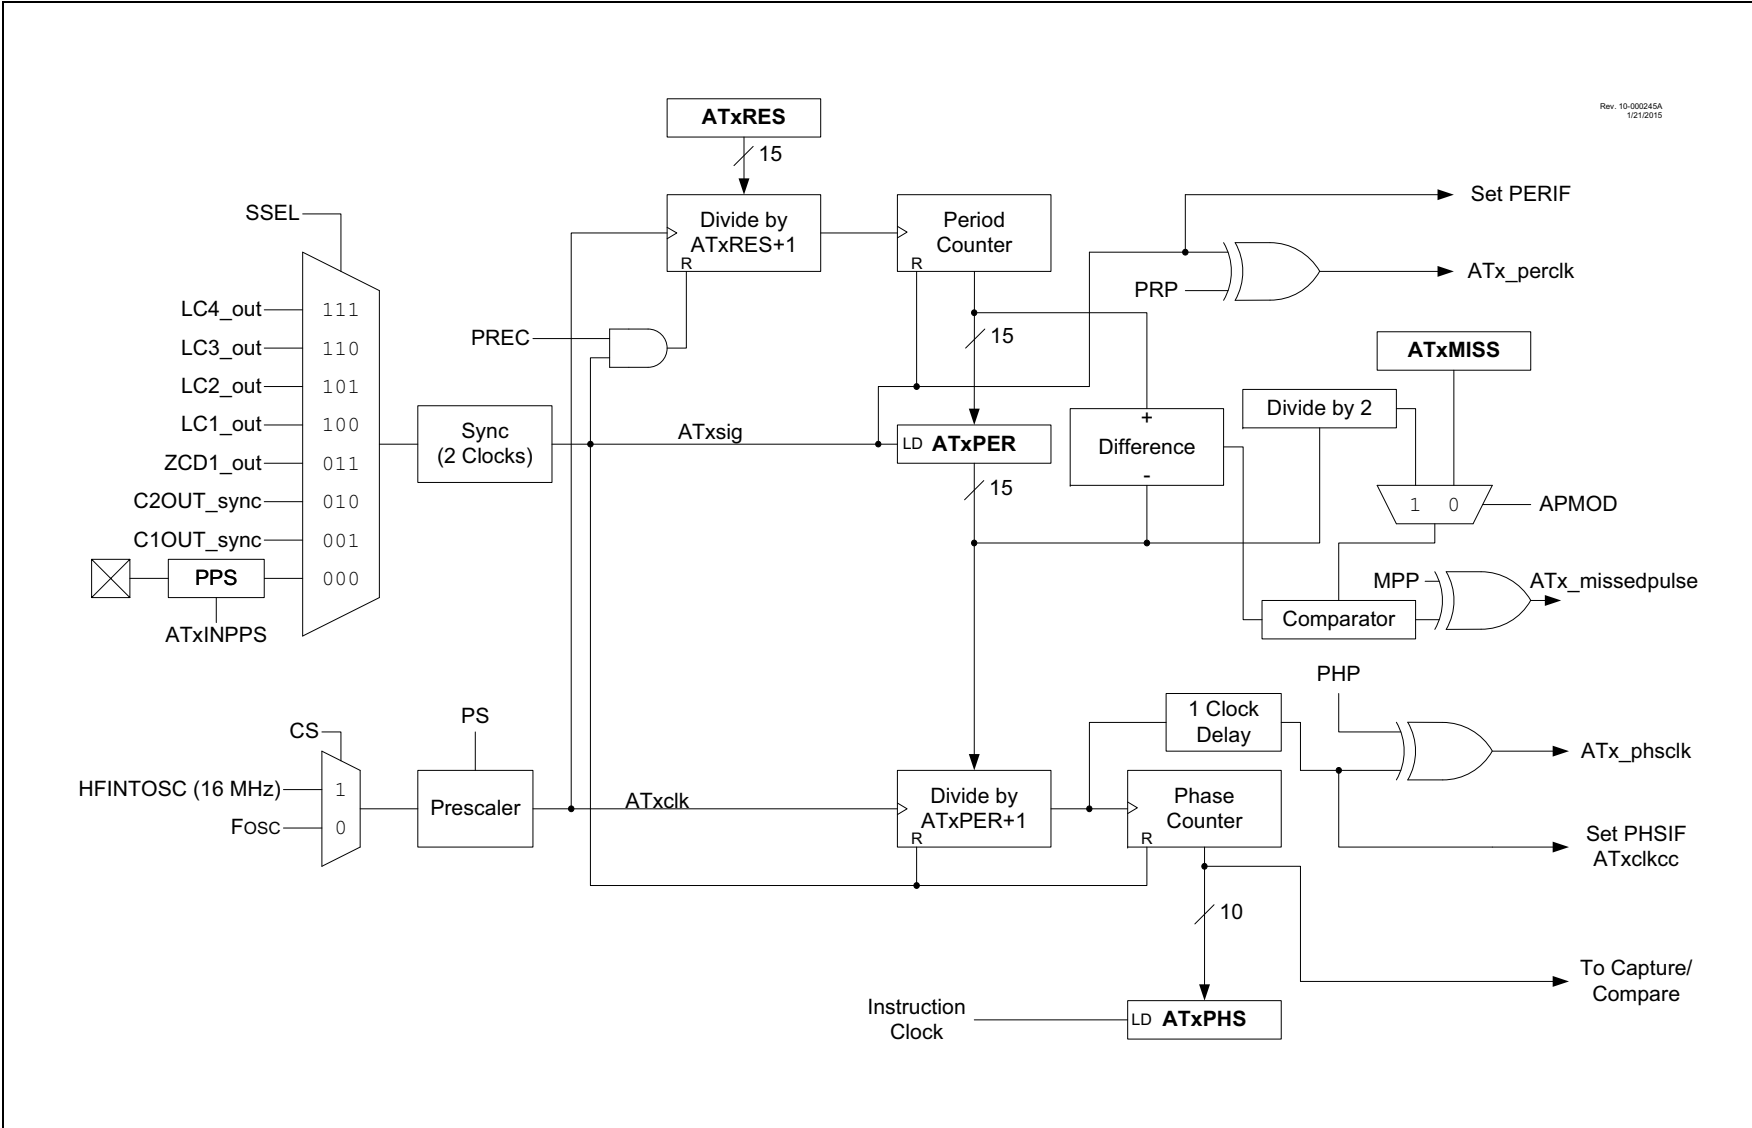 Rev. 10-000245A
1/21/2015
ATxRES
15
SSEL
Divide by
ATxRES+1
R
Period
Counter
R
Set PERIF
ATx_perclk
PRP
LC4_out
111
LC3_out
110
LC2_out
101
LC1_out
100
ZCD1_out
011
C2OUT_sync
010
C1OUT_sync
001
PPS
000
ATxINPPS
PREC
15
ATxMISS
Sync
(2 Clocks)
ATxsig
LD ATxPER
15
+
Difference
-
Divide by 2
1 0
APMOD
MPP
ATx_missedpulse
Comparator
PHP
CS
PS
1 Clock
Delay
ATx_phsclk
HFINTOSC (16 MHz)
1
FOSC
0
Prescaler
ATxclk
Divide by
ATxPER+1
R
Phase
Counter
R
Set PHSIF
ATxclkcc
10
To Capture/
Compare
Instruction
Clock
LD ATxPHS